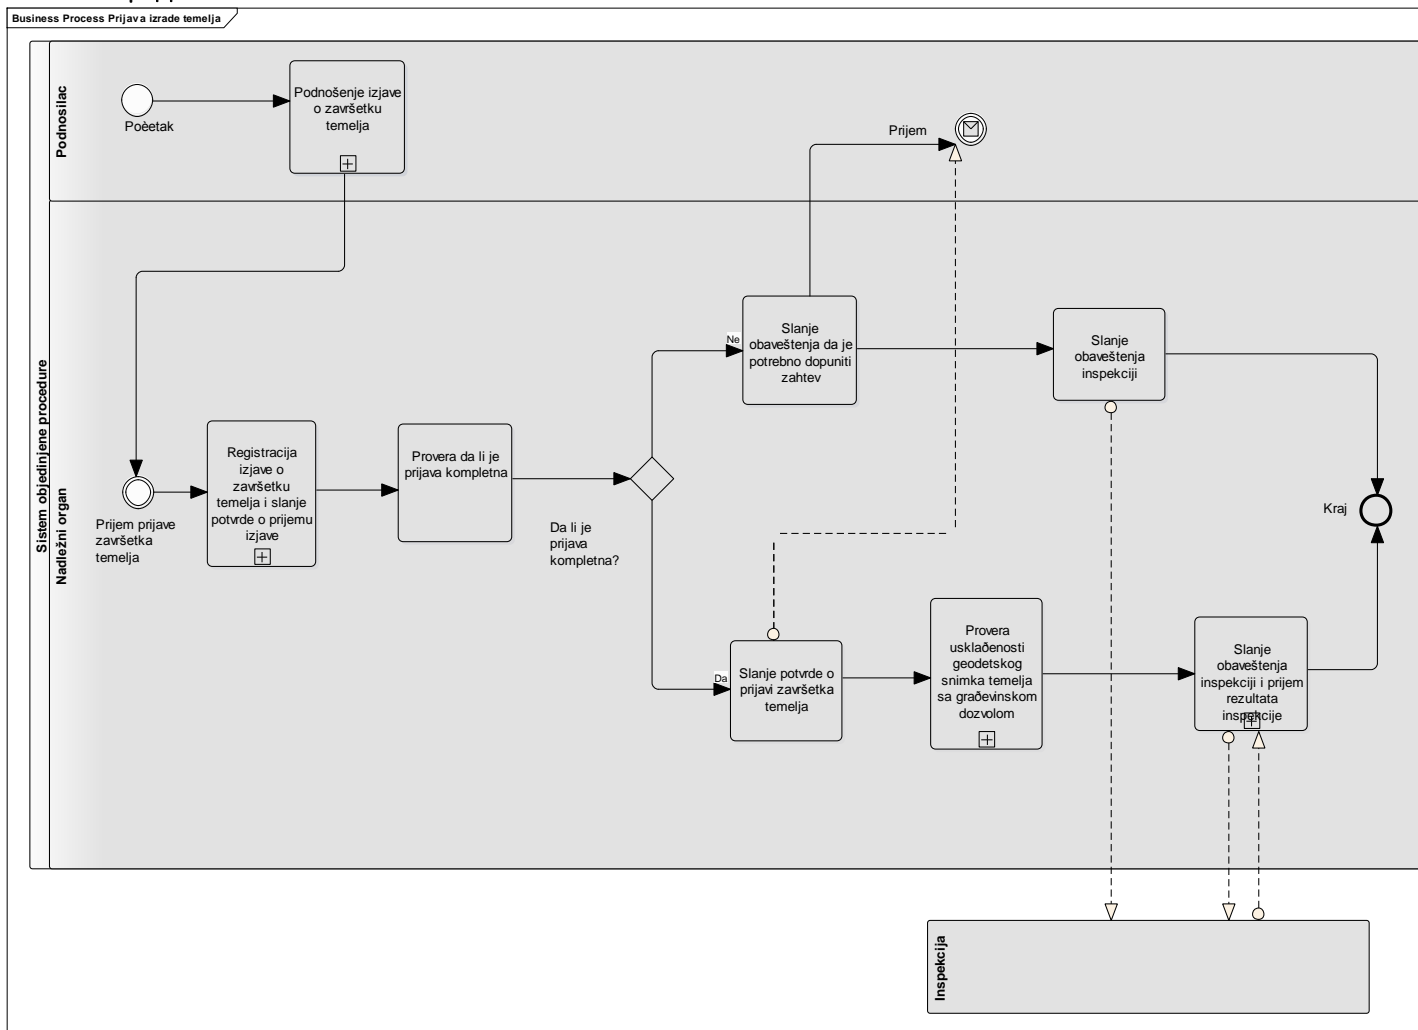 Business Process Prijava izrade temelja
Sistem objedinjene procedure
Podnosilac
Poèetak
Podnošenje izjave
o završetku
temelja
Prijem
Nadležni organ
Prijem prijave
završetka
temelja
Registracija
izjave o
završetku
temelja i slanje
potvrde o prijemu
izjave
Provera da li je
prijava kompletna
Da li je
prijava
kompletna?
Ne
Slanje
obaveštenja da je
potrebno dopuniti
zahtev
Slanje
obaveštenja
inspekciji
Kraj
Da
Slanje potvrde o
prijavi završetka
temelja
Provera
usklaðenosti
geodetskog
snimka temelja
sa graðevinskom
dozvolom
Slanje
obaveštenja
inspekciji i prijem
rezultata
inspekcije
Inspekcija